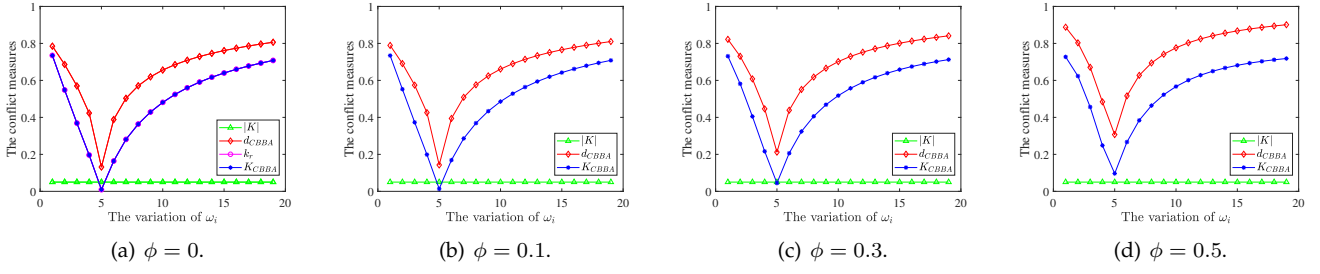 The conflict measures
1
0.8
0.6
0.4
0.2
0
0 5 10 15 20
The variation of ω_i
|K|
d_CBBA
k_r
K_CBBA
(a) ϕ = 0.
The conflict measures
1
0.8
0.6
0.4
0.2
0
0 5 10 15 20
The variation of ω_i
|K|
d_CBBA
K_CBBA
(b) ϕ = 0.1.
The conflict measures
1
0.8
0.6
0.4
0.2
0
0 5 10 15 20
The variation of ω_i
|K|
d_CBBA
K_CBBA
(c) ϕ = 0.3.
The conflict measures
1
0.8
0.6
0.4
0.2
0
0 5 10 15 20
The variation of ω_i
|K|
d_CBBA
K_CBBA
(d) ϕ = 0.5.